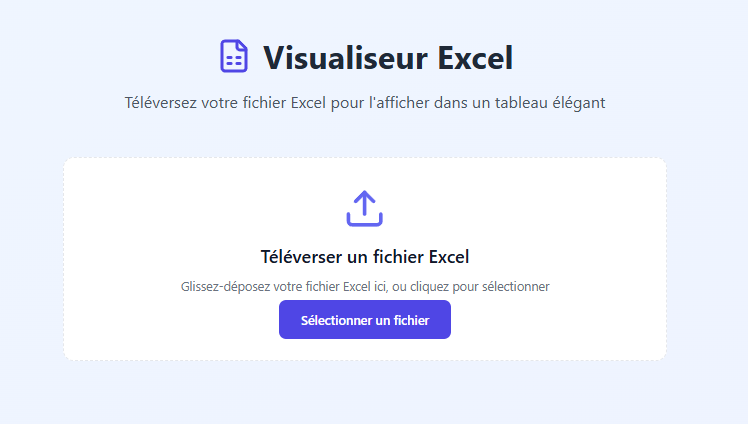 Visualiseur Excel
Téléversez votre fichier Excel pour l'afficher dans un tableau élégant
Téléverser un fichier Excel
Glissez-déposez votre fichier Excel ici, ou cliquez pour sélectionner
Sélectionner un fichier